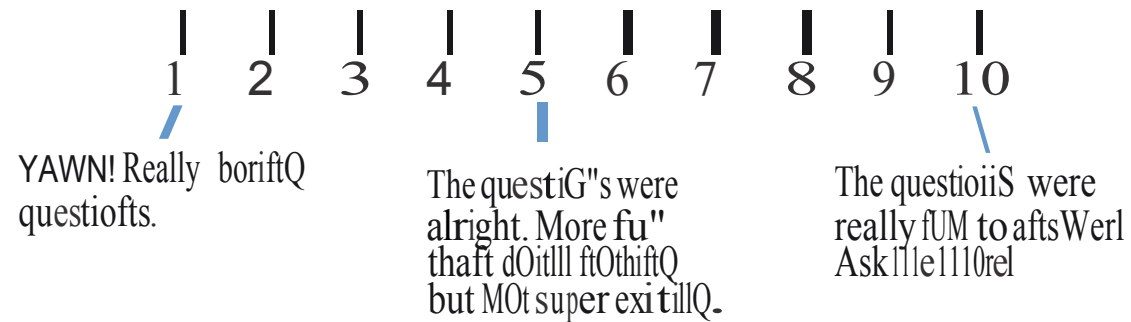 1 2 3 4 5 6 7 8 9 10
YAWN! Really boriftQ
questiofts.
The questiG"s were
alright. More fu"
thaft dOitlll ftOthiftQ
but MOt super exitillQ.
The questioiiS were
really fUM to aftsWerl
Ask111e1110rel